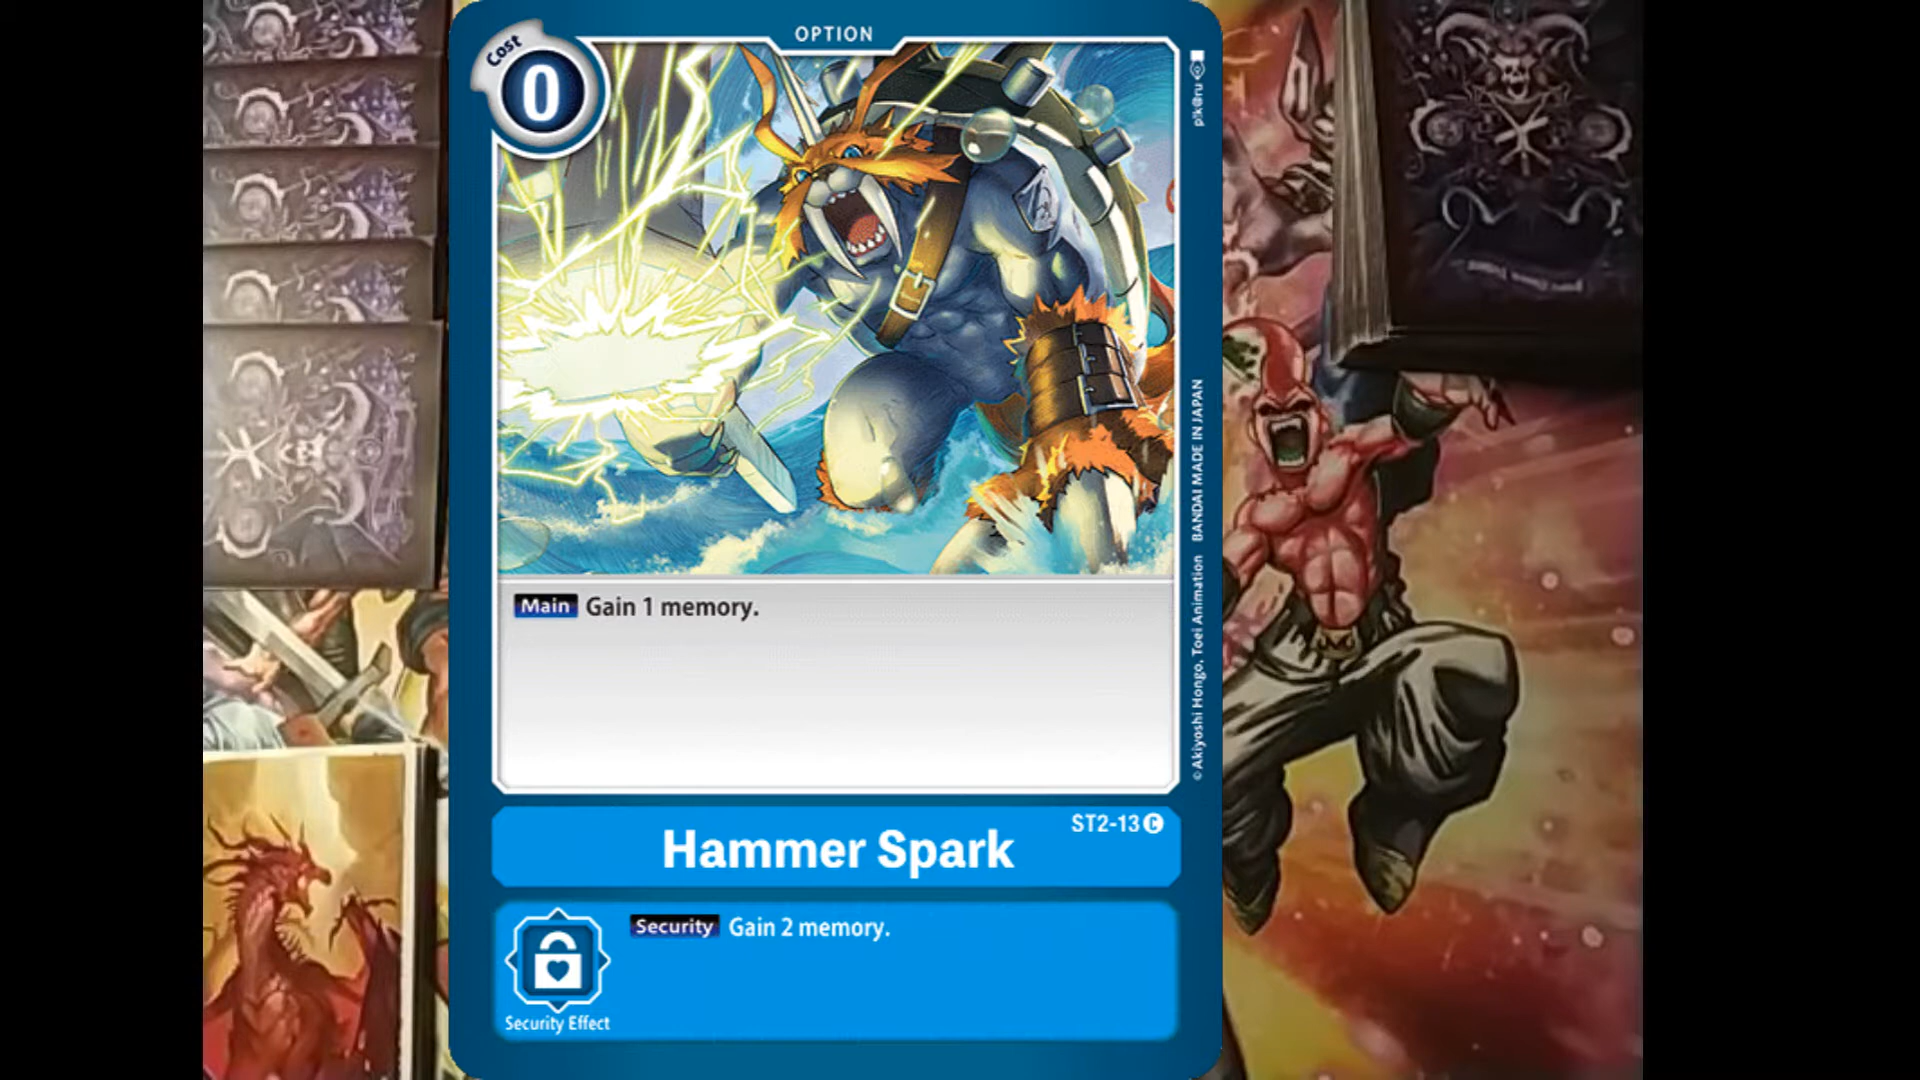 OPTION
Cost
0
Main Gain 1 memory.
ST2-13 C
Hammer Spark
Security Gain 2 memory.
Security Effect
©Akiyoshi Hongo, Toei Animation BANDAI MADE IN JAPAN